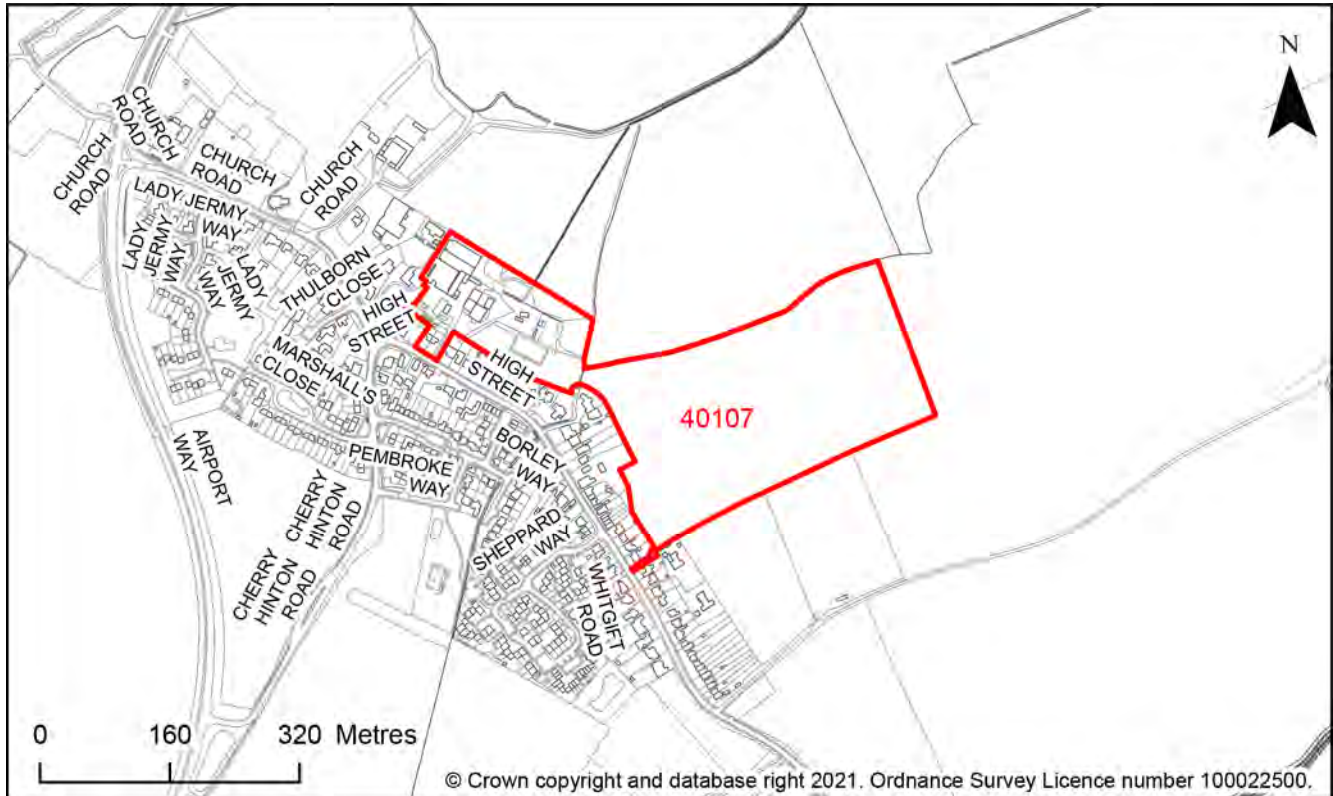 N
CHURCH
ROAD
CHURCH
ROAD
CHURCH
ROAD
CHURCH
ROAD
LADY JERMY
WAY
LADY
JERMY
WAY
LADY
JERMY
WAY
THULBORN
CLOSE
HIGH
STREET
MARSHALL'S
CLOSE
HIGH
STREET
40107
BORLEY
WAY
PEMBROKE
WAY
AIRPORT
WAY
CHERRY
HINTON
ROAD
CHERRY
HINTON
ROAD
SHEPPARD
WAY
WHITGIFT
ROAD
0 160 320 Metres
© Crown copyright and database right 2021. Ordnance Survey Licence number 100022500.